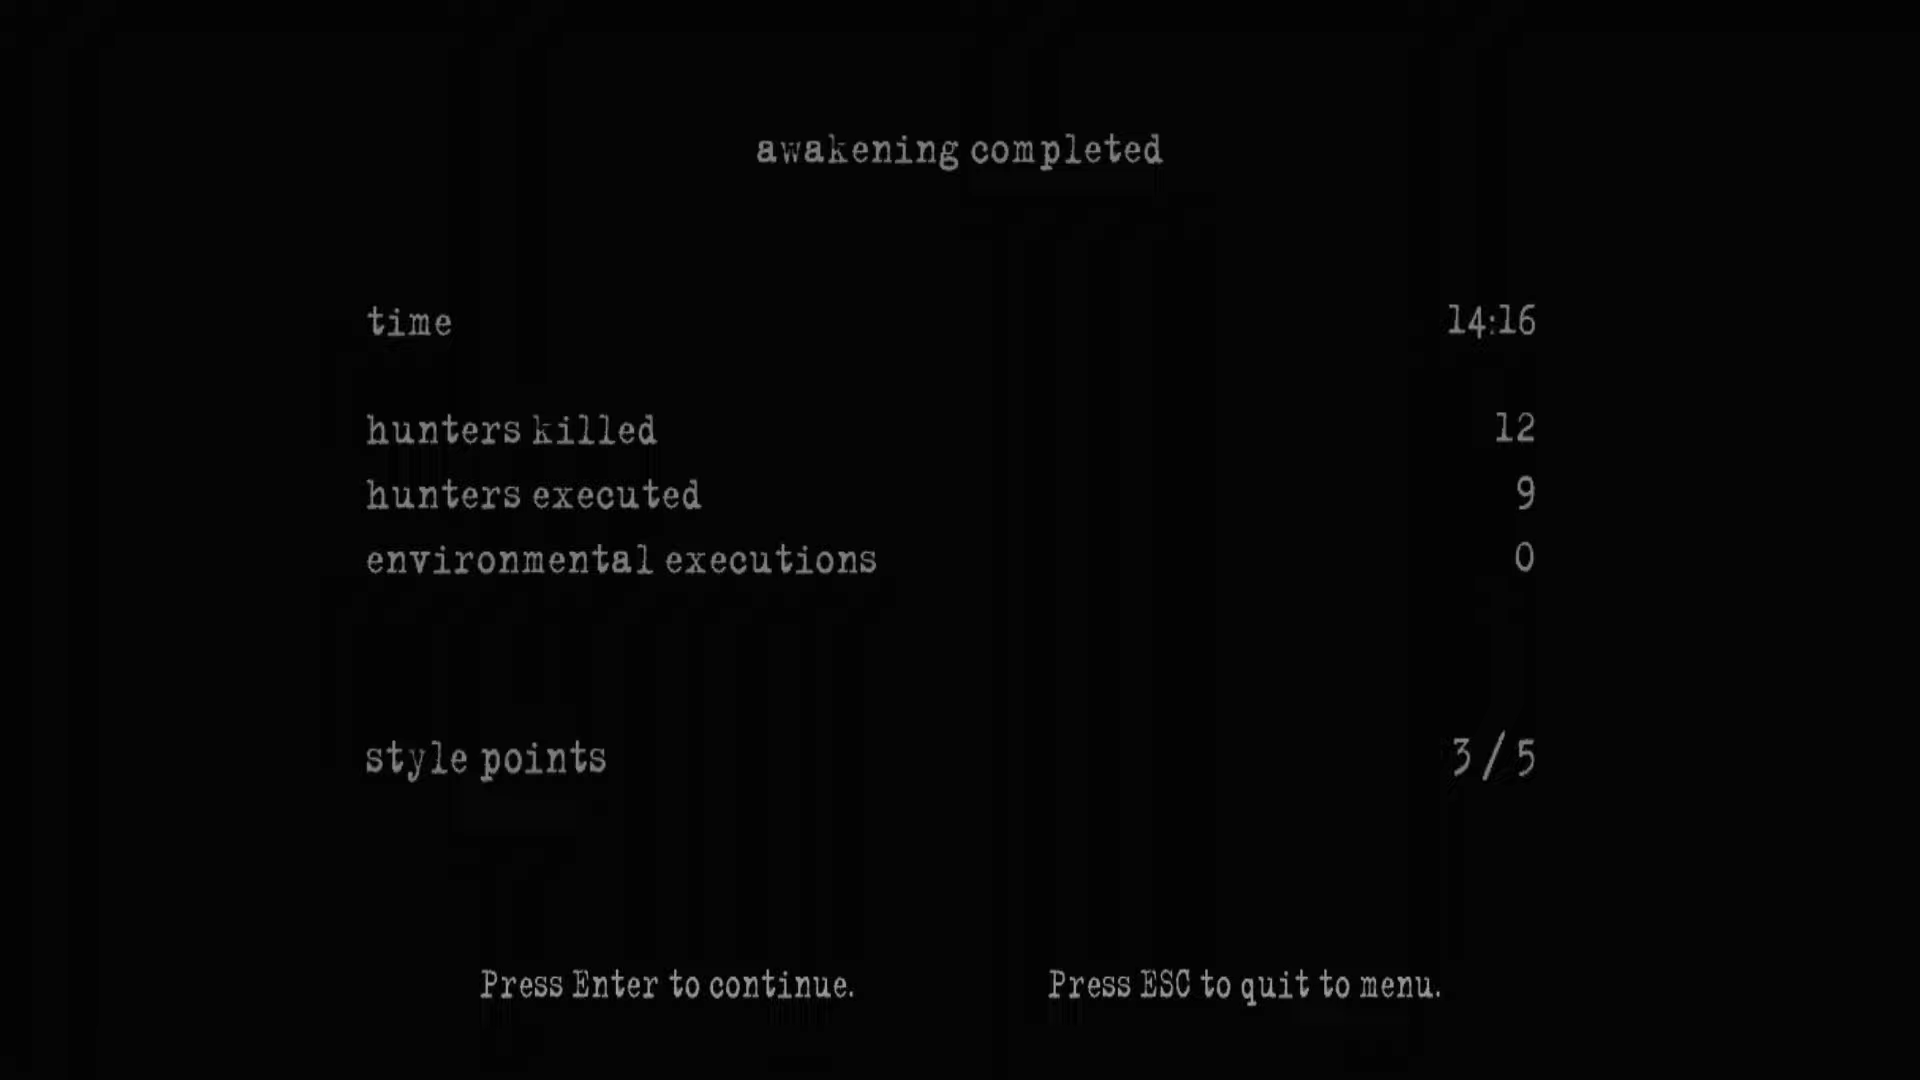 awakening completed
time 14:16
hunters killed 12
hunters executed 9
environmental executions 0
style points 3 / 5
Press Enter to continue. Press ESC to quit to menu.